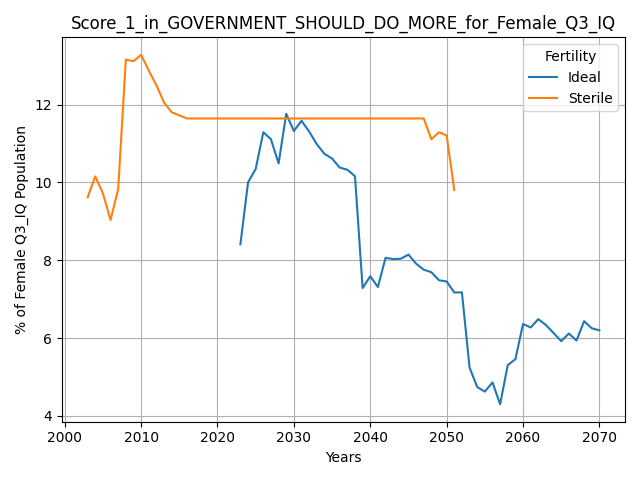 Score_1_in_GOVERNMENT_SHOULD_DO_MORE_for_Female_Q3_IQ
Fertility
Ideal
Sterile
% of Female Q3_IQ Population
12
10
8
6
4
2000 2010 2020 2030 2040 2050 2060 2070
Years